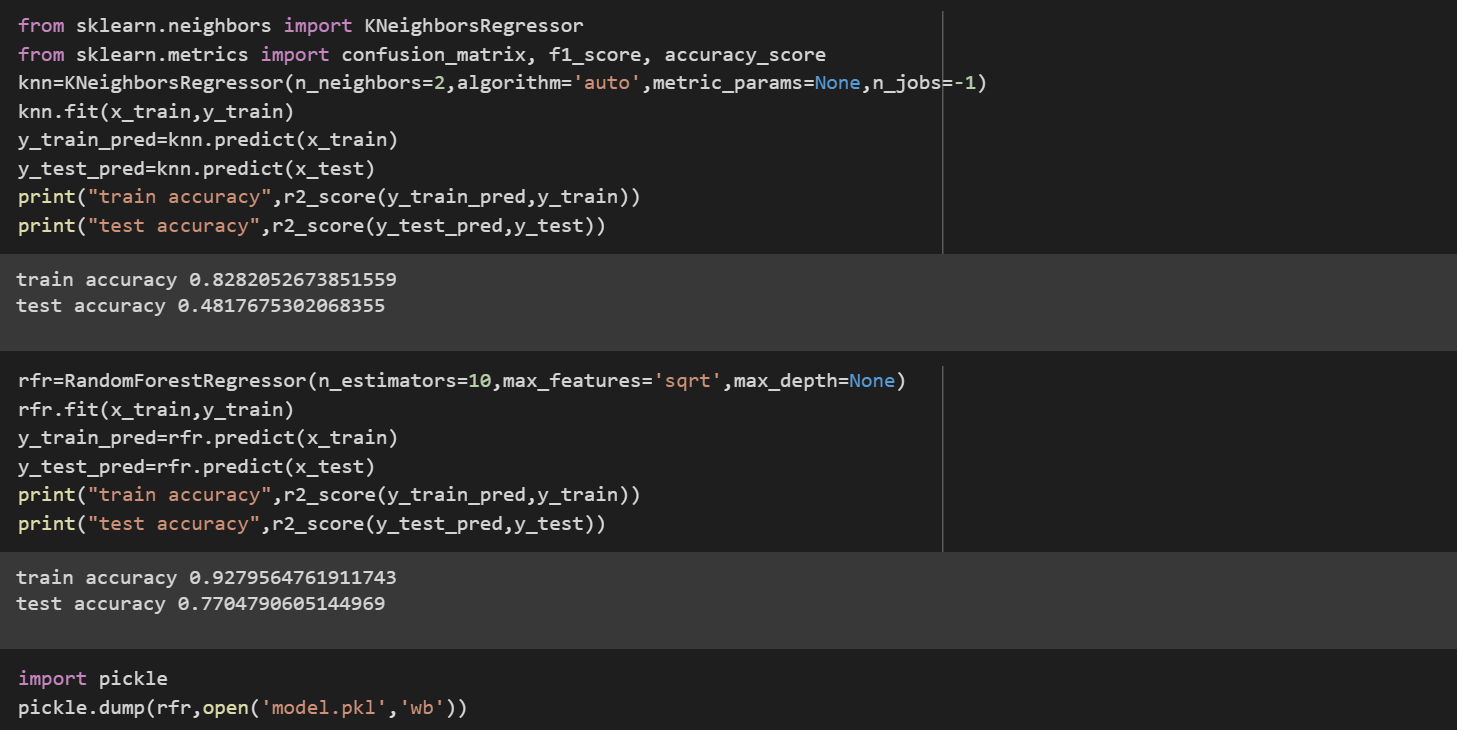 from sklearn.neighbors import KNeighborsRegressor
from sklearn.metrics import confusion_matrix, f1_score, accuracy_score
knn=KNeighborsRegressor(n_neighbors=2,algorithm='auto',metric_params=None,n_jobs=-1)
knn.fit(x_train,y_train)
y_train_pred=knn.predict(x_train)
y_test_pred=knn.predict(x_test)
print("train accuracy",r2_score(y_train_pred,y_train))
print("test accuracy",r2_score(y_test_pred,y_test))
train accuracy 0.8282052673851559
test accuracy 0.4817675302068355
rfr=RandomForestRegressor(n_estimators=10,max_features='sqrt',max_depth=None)
rfr.fit(x_train,y_train)
y_train_pred=rfr.predict(x_train)
y_test_pred=rfr.predict(x_test)
print("train accuracy",r2_score(y_train_pred,y_train))
print("test accuracy",r2_score(y_test_pred,y_test))
train accuracy 0.9279564761911743
test accuracy 0.7704790605144969
import pickle
pickle.dump(rfr,open('model.pkl','wb'))